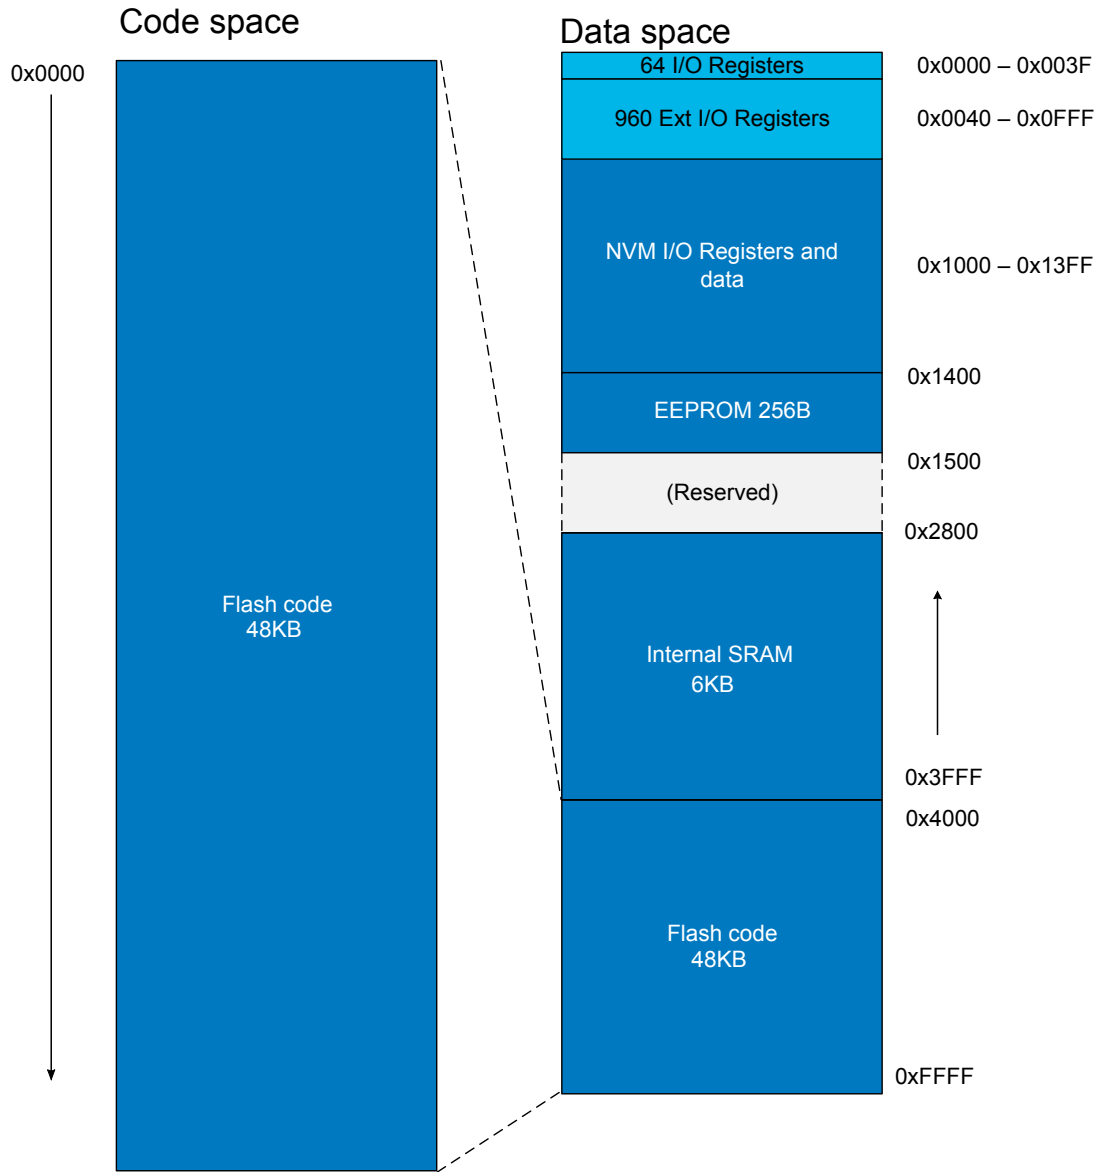 Code space
Data space
0x0000
64 I/O Registers
0x0000 – 0x003F
960 Ext I/O Registers
0x0040 – 0x0FFF
NVM I/O Registers and
data
0x1000 – 0x13FF
0x1400
EEPROM 256B
0x1500
(Reserved)
0x2800
Flash code
48KB
Internal SRAM
6KB
0x3FFF
0x4000
Flash code
48KB
0xFFFF